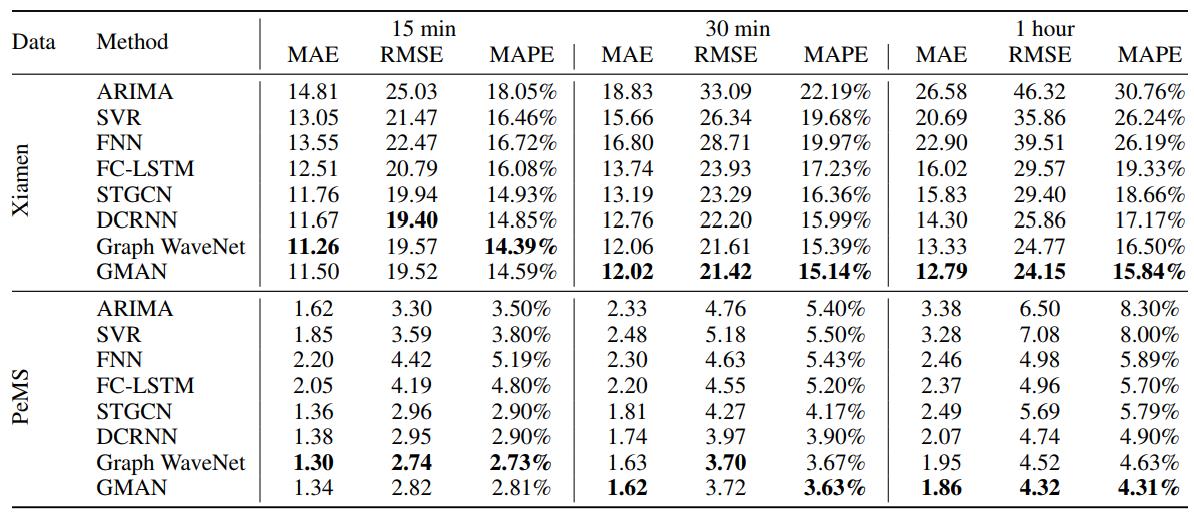 15 min 30 min 1 hour
Data Method MAE RMSE MAPE MAE RMSE MAPE MAE RMSE MAPE
Xiamen
ARIMA 14.81 25.03 18.05% 18.83 33.09 22.19% 26.58 46.32 30.76%
SVR 13.05 21.47 16.46% 15.66 26.34 19.68% 20.69 35.86 26.24%
FNN 13.55 22.47 16.72% 16.80 28.71 19.97% 22.90 39.51 26.19%
FC-LSTM 12.51 20.79 16.08% 13.74 23.93 17.23% 16.02 29.57 19.33%
STGCN 11.76 19.94 14.93% 13.19 23.29 16.36% 15.83 29.40 18.66%
DCRNN 11.67 19.40 14.85% 12.76 22.20 15.99% 14.30 25.86 17.17%
Graph WaveNet 11.26 19.57 14.39% 12.06 21.61 15.39% 13.33 24.77 16.50%
GMAN 11.50 19.52 14.59% 12.02 21.42 15.14% 12.79 24.15 15.84%
PeMS
ARIMA 1.62 3.30 3.50% 2.33 4.76 5.40% 3.38 6.50 8.30%
SVR 1.85 3.59 3.80% 2.48 5.18 5.50% 3.28 7.08 8.00%
FNN 2.20 4.42 5.19% 2.30 4.63 5.43% 2.46 4.98 5.89%
FC-LSTM 2.05 4.19 4.80% 2.20 4.55 5.20% 2.37 4.96 5.70%
STGCN 1.36 2.96 2.90% 1.81 4.27 4.17% 2.49 5.69 5.79%
DCRNN 1.38 2.95 2.90% 1.74 3.97 3.90% 2.07 4.74 4.90%
Graph WaveNet 1.30 2.74 2.73% 1.63 3.70 3.67% 1.95 4.52 4.63%
GMAN 1.34 2.82 2.81% 1.62 3.72 3.63% 1.86 4.32 4.31%